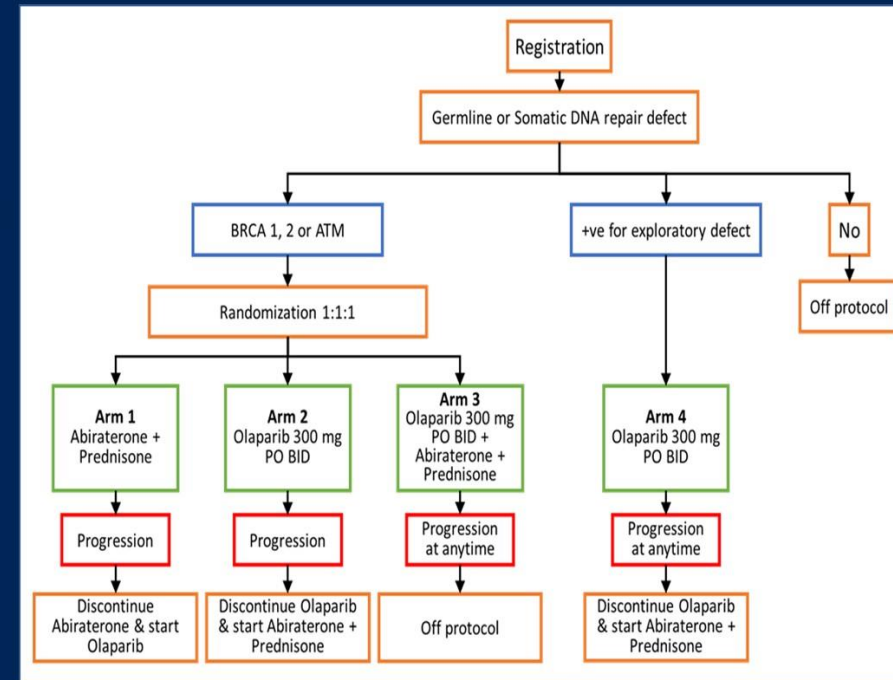 Registration
Germline or Somatic DNA repair defect
BRCA 1, 2 or ATM
+ve for exploratory defect
No
Randomization 1:1:1
Off protocol
Arm 1
Abiraterone +
Prednisone
Arm 2
Olaparib 300 mg
PO BID
Arm 3
Olaparib 300 mg
PO BID +
Abiraterone +
Prednisone
Arm 4
Olaparib 300 mg
PO BID
Progression
Progression
Progression
at anytime
Progression
at anytime
Discontinue
Abiraterone & start
Olaparib
Discontinue Olaparib
& start Abiraterone +
Prednisone
Off protocol
Discontinue Olaparib
& start Abiraterone +
Prednisone